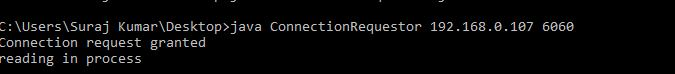 C:\Users\Suraj Kumar\Desktop>java ConnectionRequestor 192.168.0.107 6060
Connection request granted
reading in process